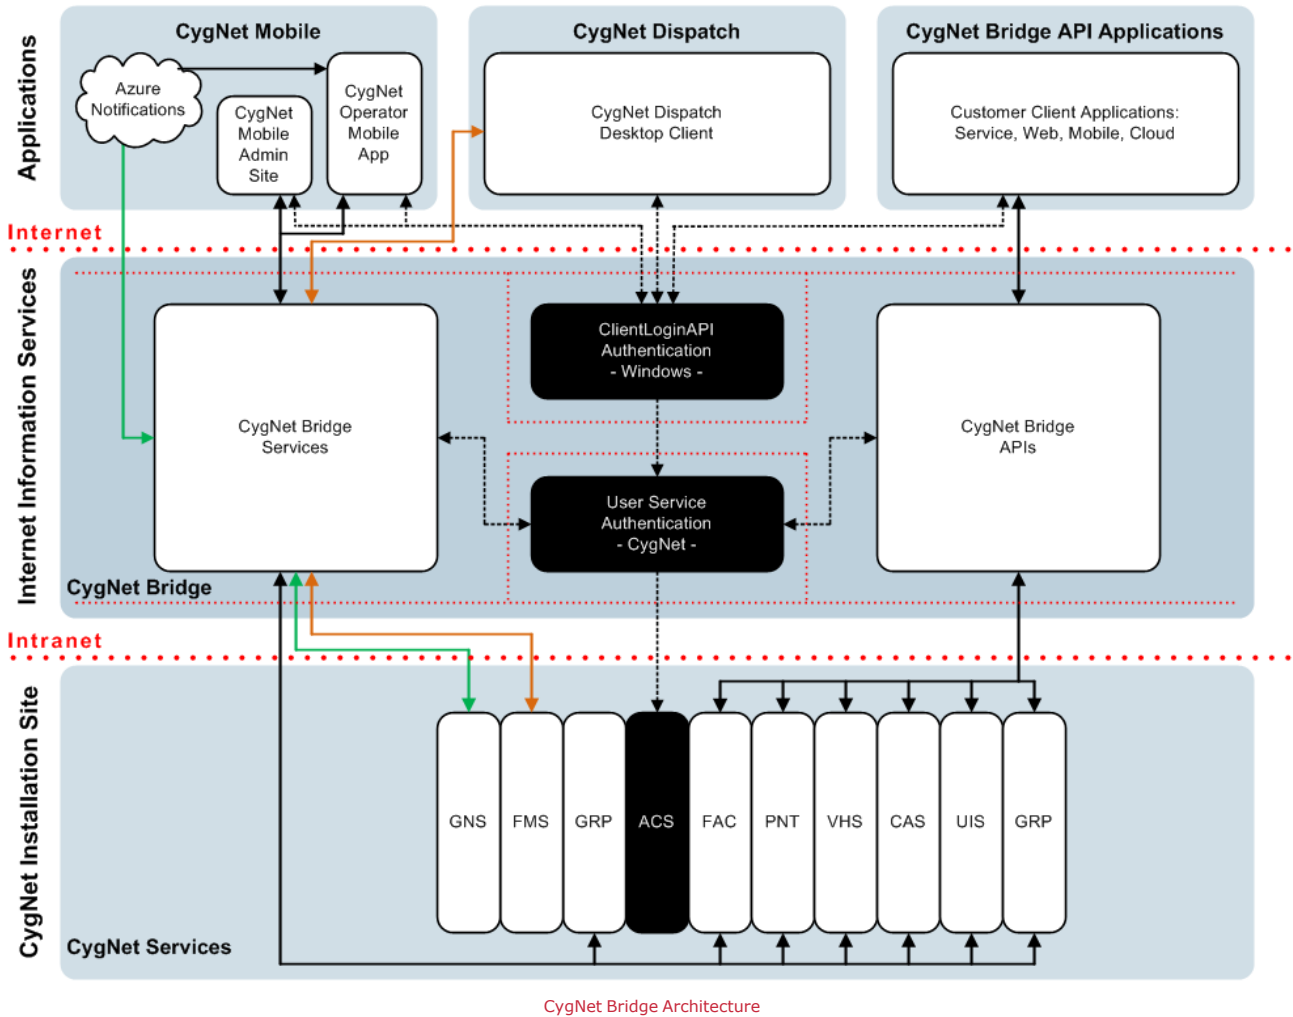 Applications
CygNet Mobile
Azure
Notifications
CygNet
Mobile
Admin
Site
CygNet
Operator
Mobile
App
CygNet Dispatch
CygNet Dispatch
Desktop Client
CygNet Bridge API Applications
Customer Client Applications:
Service, Web, Mobile, Cloud
Internet
Internet Information Services
CygNet Bridge
Services
ClientLoginAPI
Authentication
- Windows -
User Service
Authentication
- CygNet -
CygNet Bridge
APIs
CygNet Bridge
Intranet
CygNet Installation Site
GNS
FMS
GRP
ACS
FAC
PNT
VHS
CAS
UIS
GRP
CygNet Services
CygNet Bridge Architecture